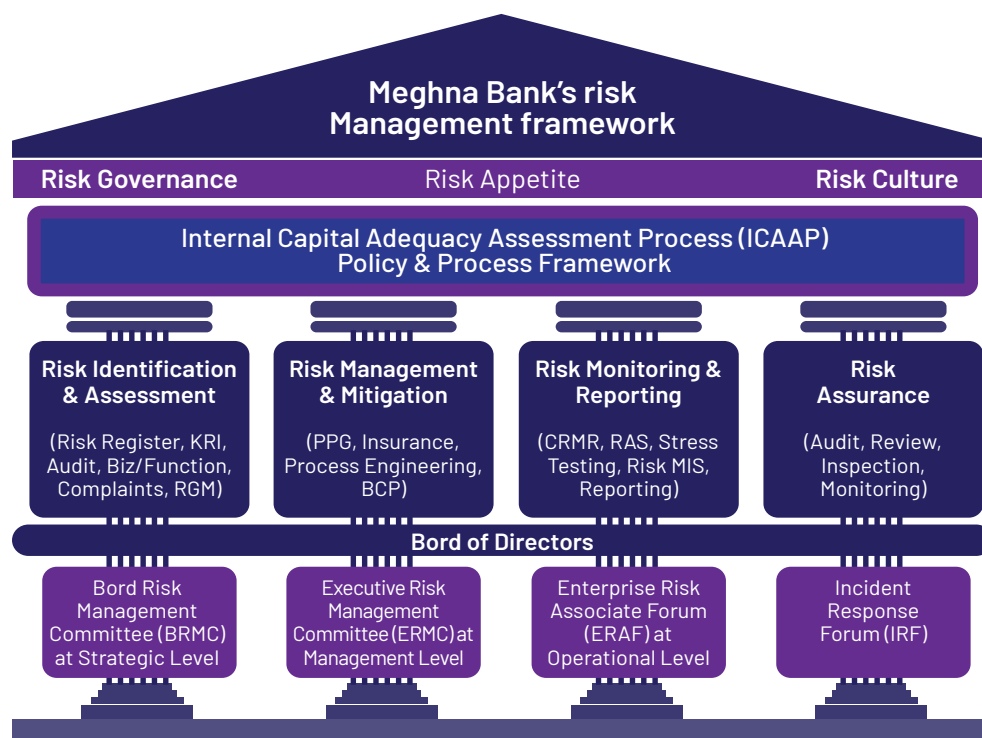 Meghna Bank's risk
Management framework
Risk Governance
Risk Appetite
Risk Culture
Internal Capital Adequacy Assessment Process (ICAAP)
Policy & Process Framework
Risk Identification
& Assessment
(Risk Register, KRI,
Audit, Biz/Function,
Complaints, RGM)
Risk Management
& Mitigation
(PPG, Insurance,
Process Engineering,
BCP)
Risk Monitoring &
Reporting
(CRMR, RAS, Stress
Testing, Risk MIS,
Reporting)
Risk
Assurance
(Audit, Review,
Inspection,
Monitoring)
Bord of Directors
Bord Risk
Management
Committee (BRMC)
at Strategic Level
Executive Risk
Management
Committee (ERMC) at
Management Level
Enterprise Risk
Associate Forum
(ERAF) at
Operational Level
Incident
Response
Forum (IRF)